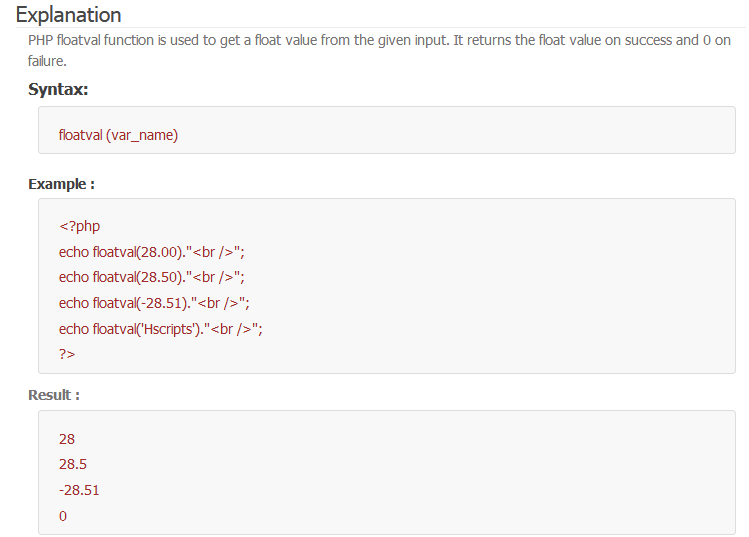 Explanation
PHP floatval function is used to get a float value from the given input. It returns the float value on success and 0 on
failure.
Syntax:
floatval (var_name)
Example :
<?php
echo floatval(28.00)."<br />";
echo floatval(28.50)."<br />";
echo floatval(-28.51)."<br />";
echo floatval('Hscripts')."<br />";
?>
Result :
28
28.5
-28.51
0